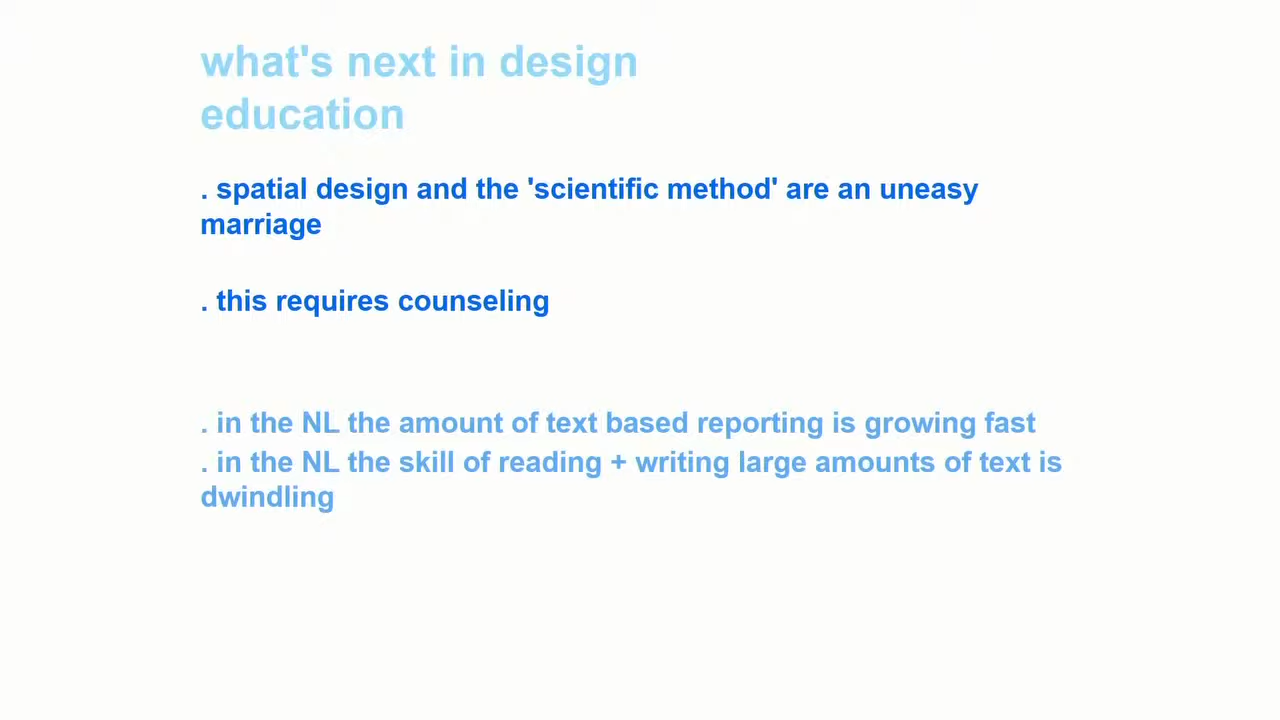 what's next in design
education
. spatial design and the 'scientific method' are an uneasy
marriage
. this requires counseling
. in the NL the amount of text based reporting is growing fast
. in the NL the skill of reading + writing large amounts of text is
dwindling